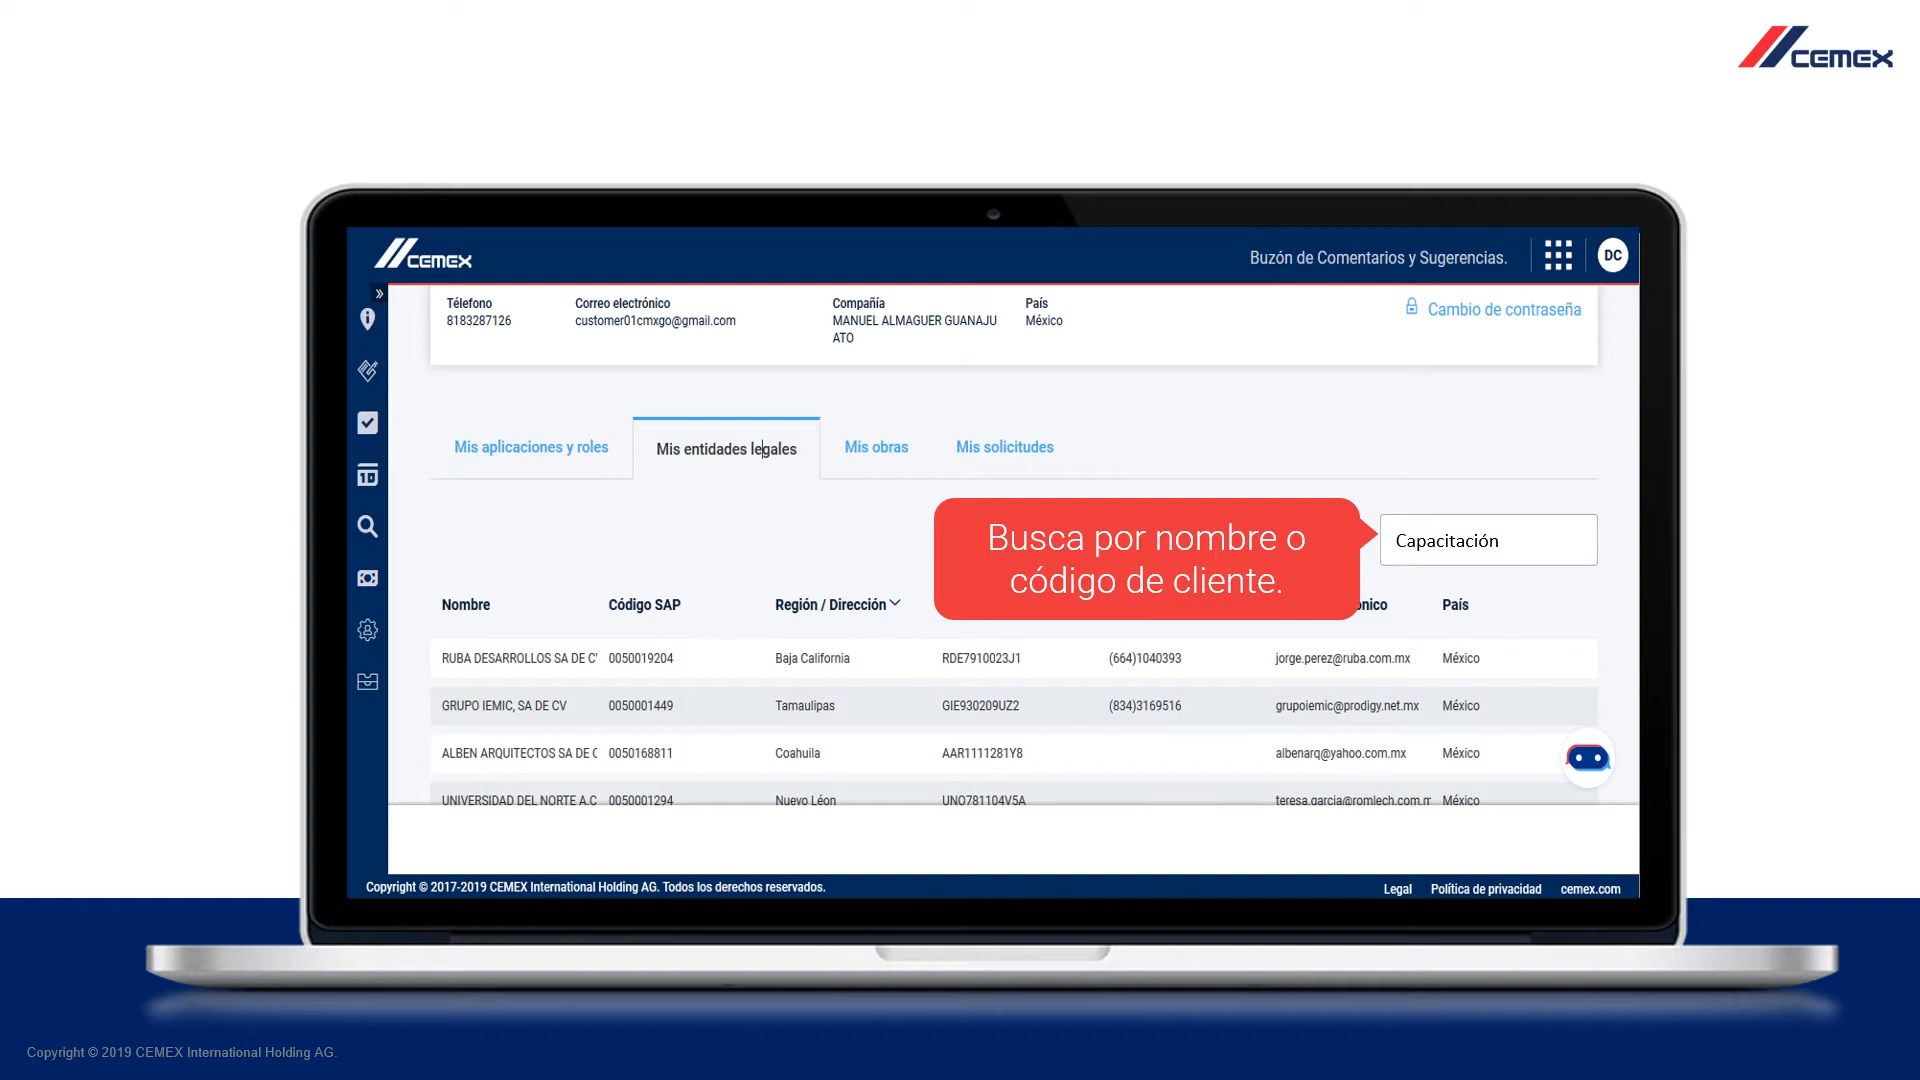 CEMEX
CEMEX
Buzón de Comentarios y Sugerencias.
DC
»
Télefono
Correo electrónico
Compañía
País
8183287126
customer01cmxgo@gmail.com
MANUEL ALMAGUER GUANAJU
ATO
México
Cambio de contraseña
Mis aplicaciones y roles
Mis entidades legales
Mis obras
Mis solicitudes
Busca por nombre o
código de cliente.
Capacitación
Nombre
Código SAP
Región / Dirección
País
RUBA DESARROLLOS SA DE C
0050019204
Baja California
RDE7910023J1
(664)1040393
jorge.perez@ruba.com.mx
México
GRUPO IEMIC, SA DE CV
0050001449
Tamaulipas
GIE930209UZ2
(834)3169516
grupoiemic@prodigy.net.mx
México
ALBEN ARQUITECTOS SA DE C
0050168811
Coahuila
AAR1111281Y8
albenarq@yahoo.com.mx
México
UNIVERSIDAD DEL NORTE A.C
0050001294
Nuevo Léon
UNO781104V5A
teresa.garcia@romlech.com.m
México
Copyright © 2017-2019 CEMEX International Holding AG. Todos los derechos reservados.
Legal
Política de privacidad
cemex.com
Copyright © 2019 CEMEX International Holding AG.